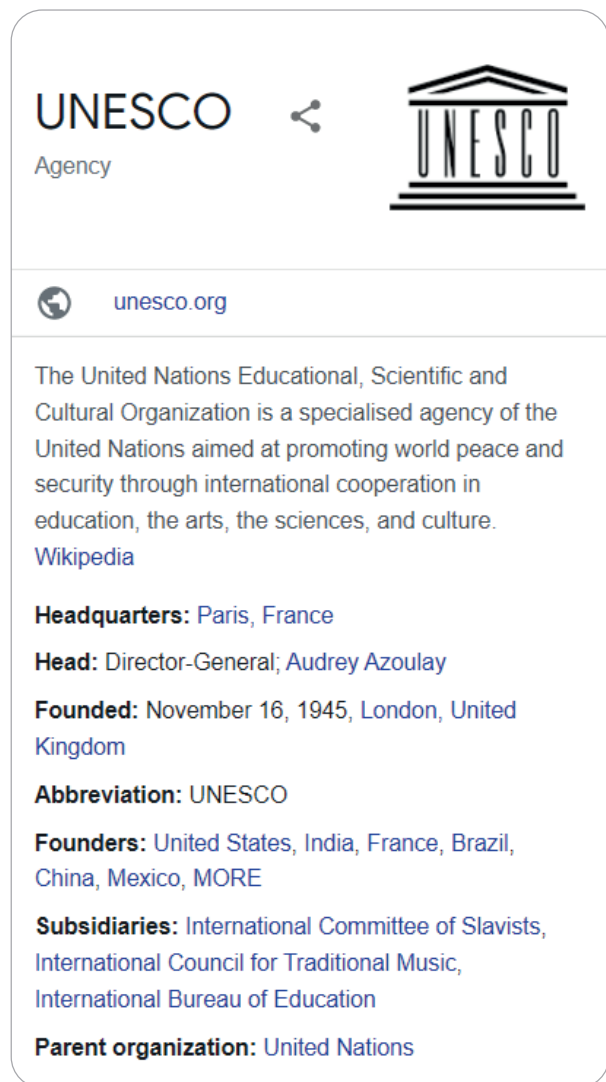 UNESCO
Agency
UNESCO
unesco.org
The United Nations Educational, Scientific and
Cultural Organization is a specialised agency of the
United Nations aimed at promoting world peace and
security through international cooperation in
education, the arts, the sciences, and culture.
Wikipedia
Headquarters: Paris, France
Head: Director-General; Audrey Azoulay
Founded: November 16, 1945, London, United
Kingdom
Abbreviation: UNESCO
Founders: United States, India, France, Brazil,
China, Mexico, MORE
Subsidiaries: International Committee of Slavists,
International Council for Traditional Music,
International Bureau of Education
Parent organization: United Nations